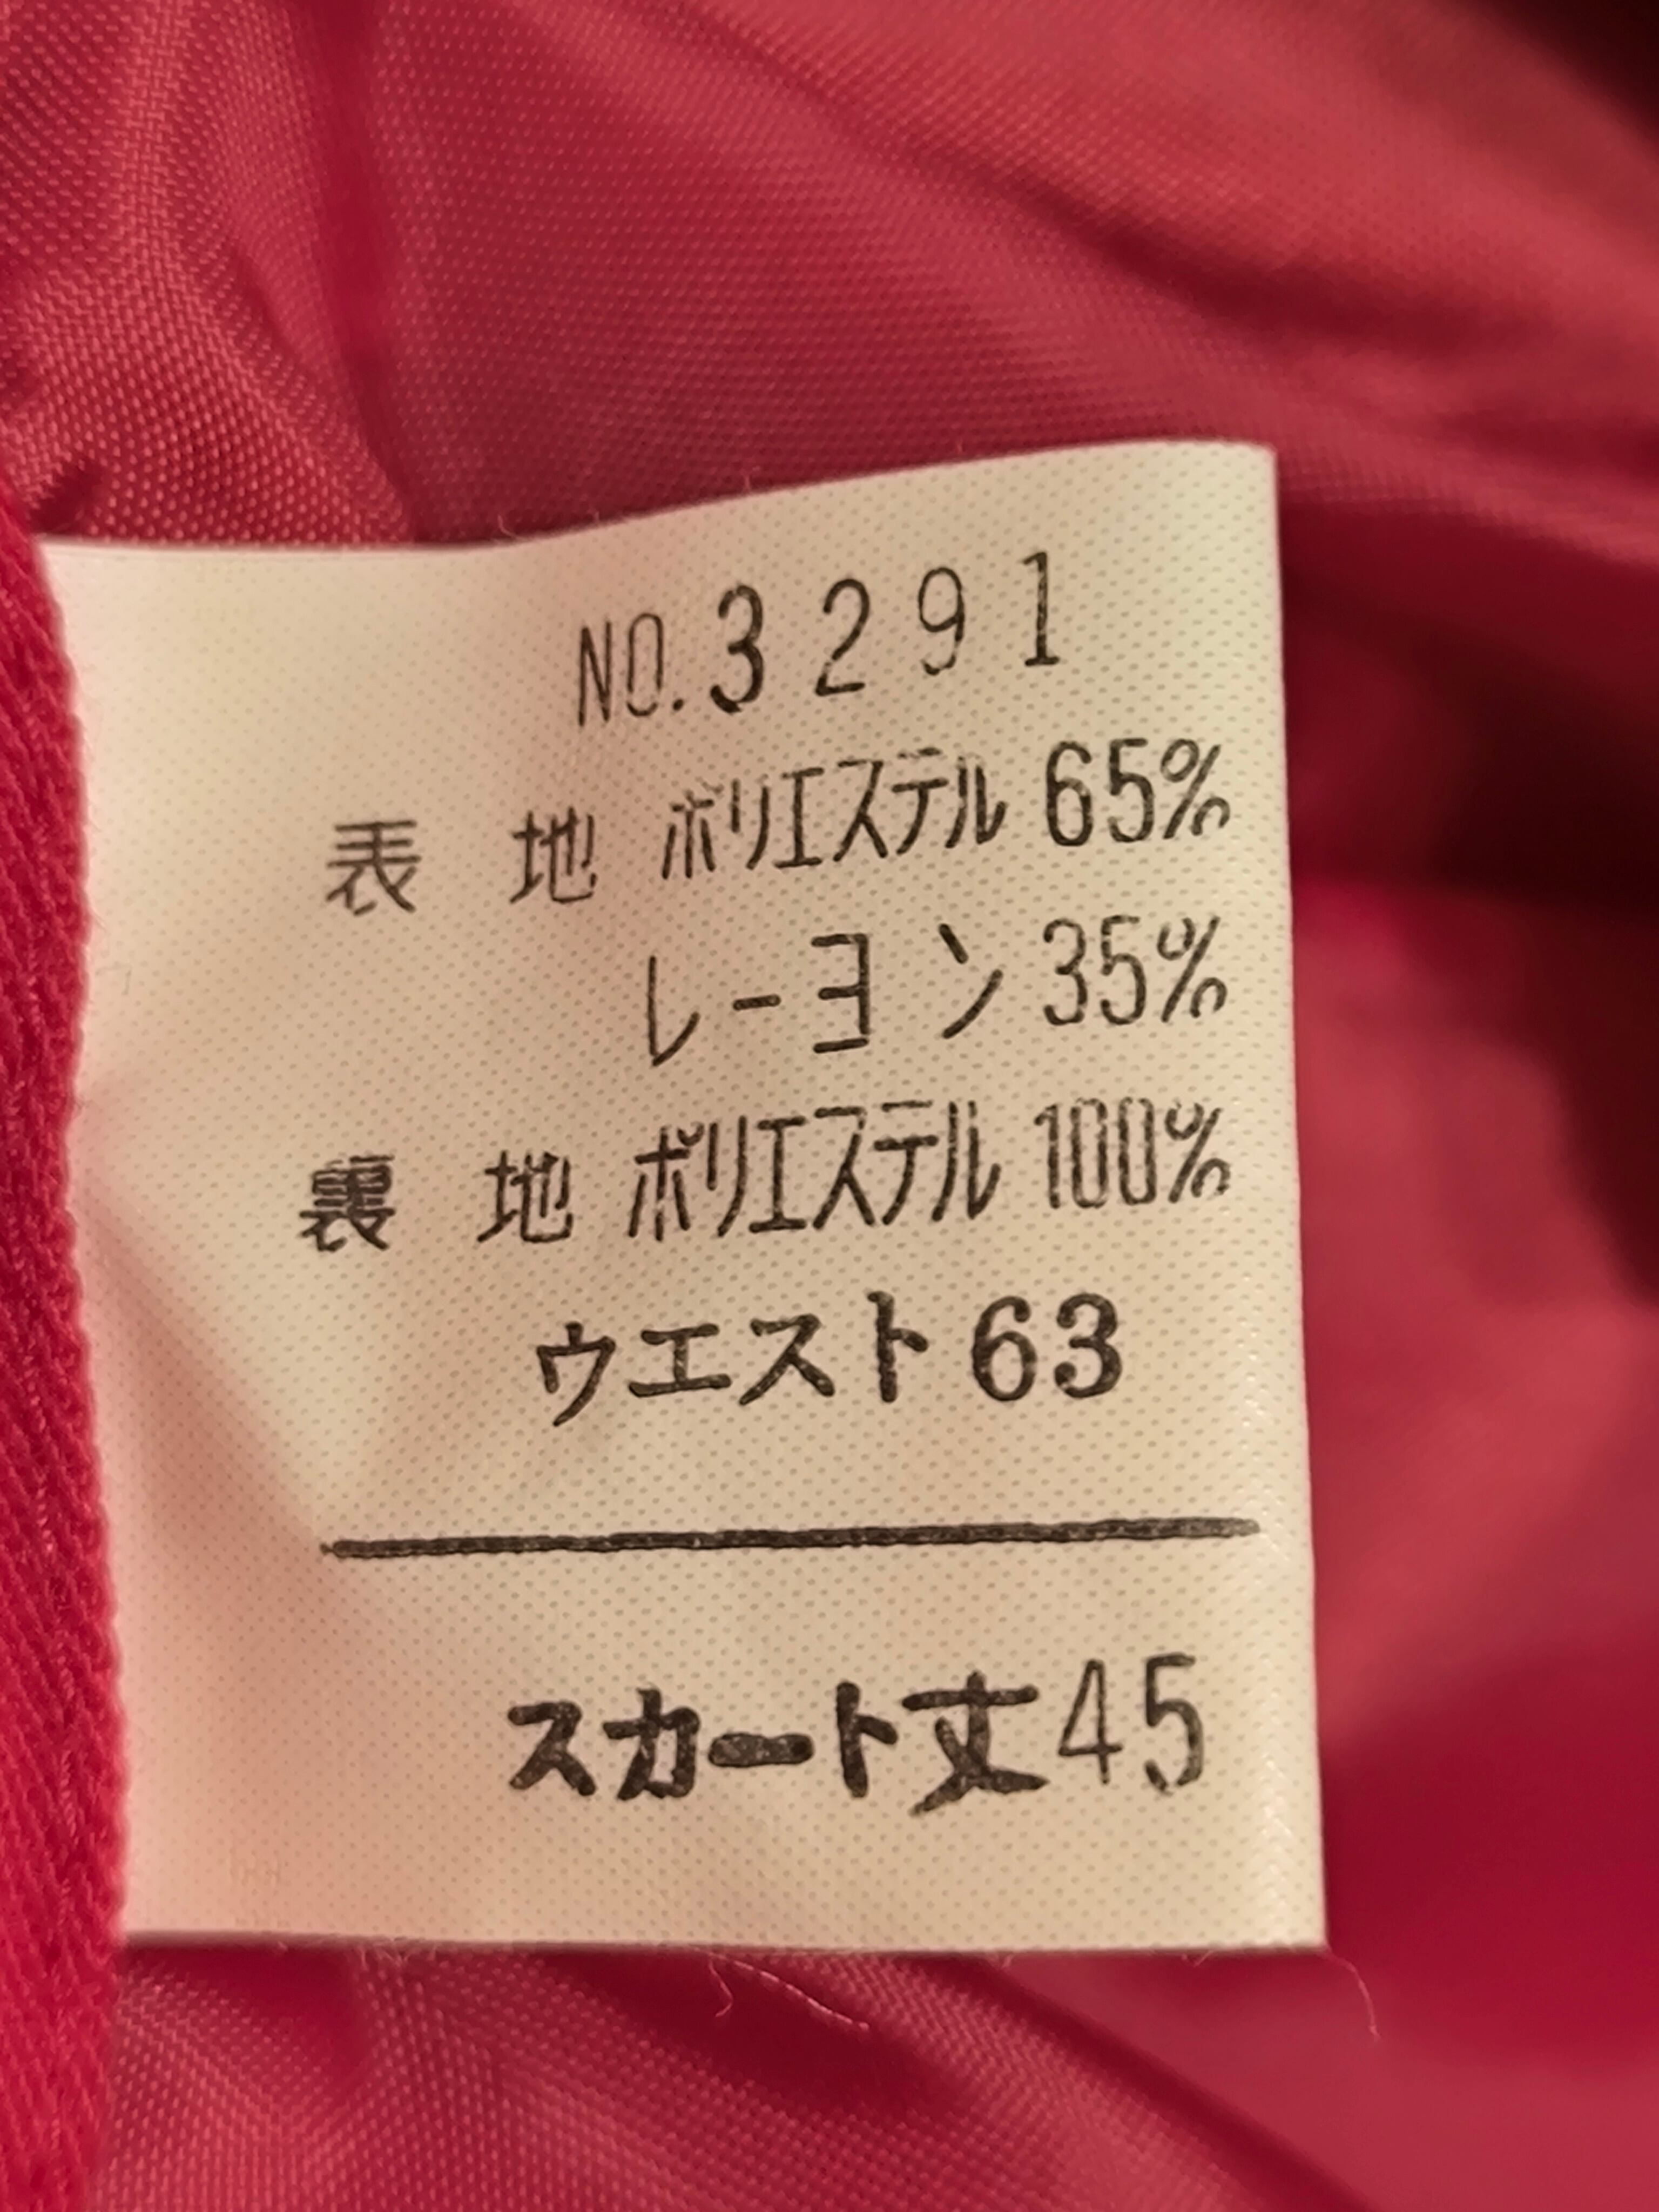 NO.3291
表 地 ポリエステル 65%
レーヨン 35%
裏 地 ポリエステル 100%
ウエスト63
スカート丈45